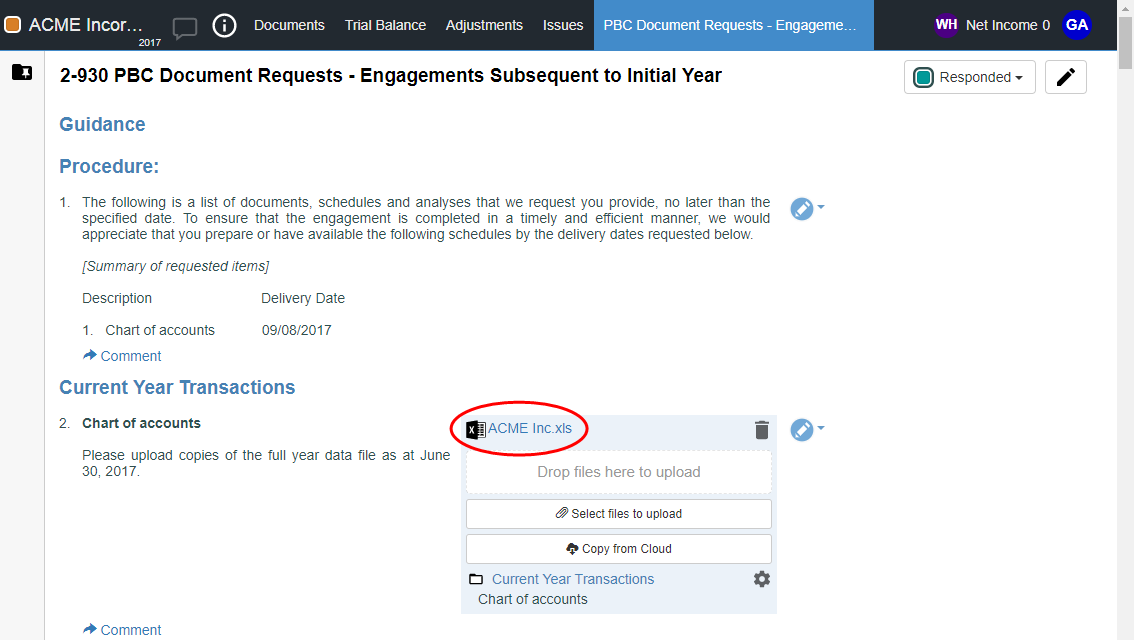 ACME Incor...
2017
Documents
Trial Balance
Adjustments
Issues
PBC Document Requests - Engageme...
WH
Net Income 0
GA
2-930 PBC Document Requests - Engagements Subsequent to Initial Year
Responded
Guidance
Procedure:
1. The following is a list of documents, schedules and analyses that we request you provide, no later than the
specified date. To ensure that the engagement is completed in a timely and efficient manner, we would
appreciate that you prepare or have available the following schedules by the delivery dates requested below.
[Summary of requested items]
Description Delivery Date
1. Chart of accounts 09/08/2017
Comment
Current Year Transactions
2. Chart of accounts
Please upload copies of the full year data file as at June
30, 2017.
ACME Inc.xls
Drop files here to upload
Select files to upload
Copy from Cloud
Current Year Transactions
Chart of accounts
Comment